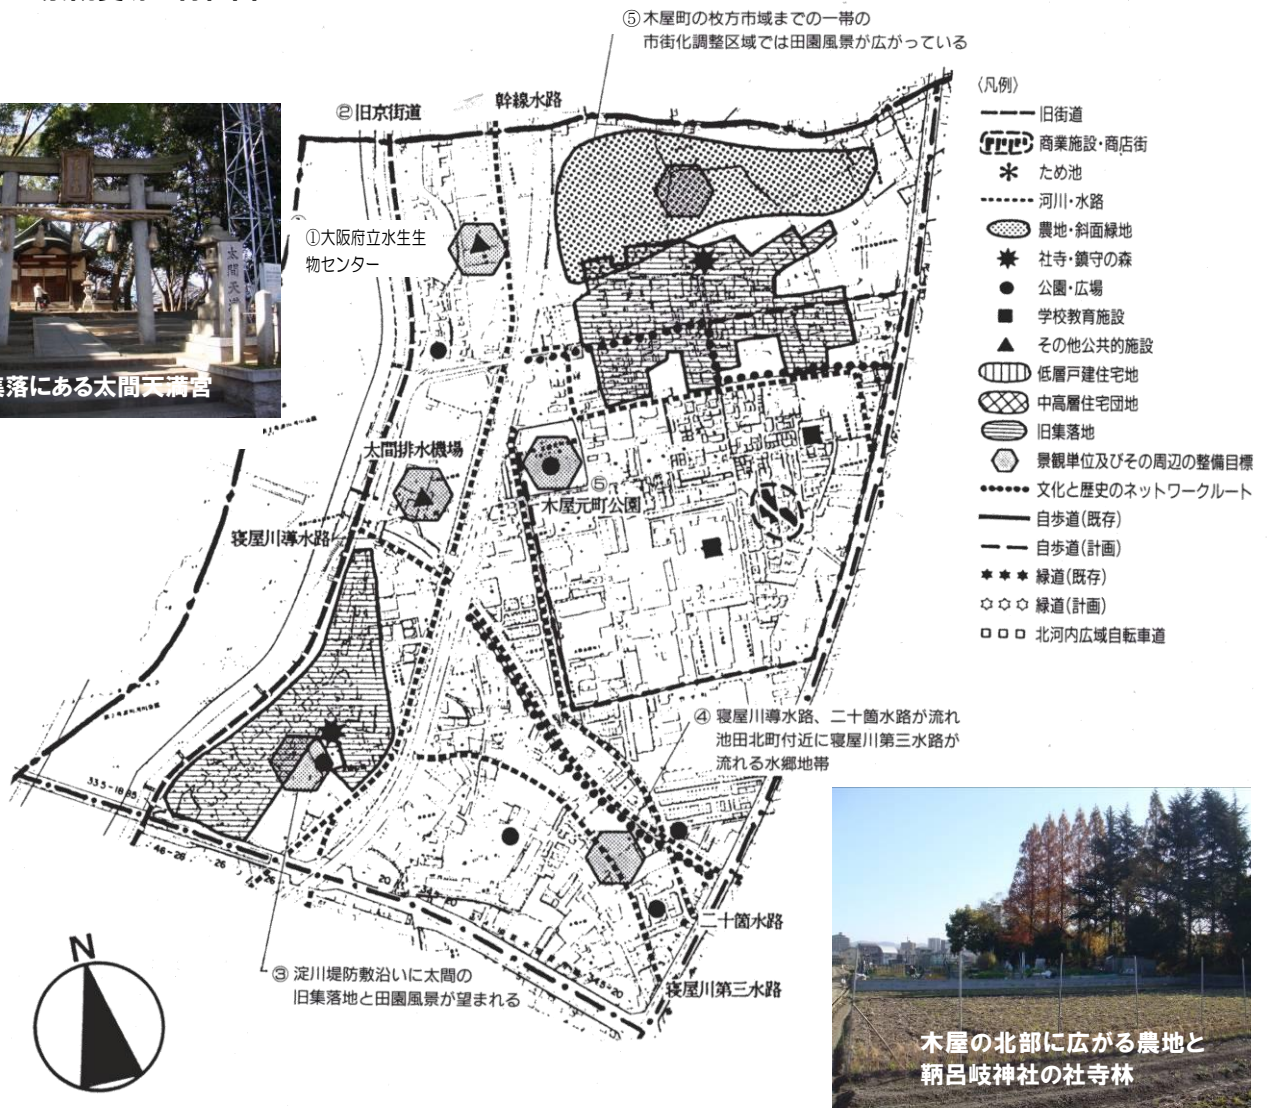 ⑤木屋町の枚方市域までの一帯の
市街化調整区域では田園風景が広がっている
幹線水路
②旧京街道
太間天満
集落にある太間天満宮
①大阪府立水生生
物センター
太間排水機場
⑤
木屋元町公園
寝屋川導水路
④ 寝屋川導水路、二十箇水路が流れ
池田北町付近に寝屋川第三水路が
流れる水郷地帯
335-18.85
46-26
26
26
20
345-20
二十箇水路
寝屋川第三水路
③ 淀川堤防敷沿いに太間の
旧集落地と田園風景が望まれる
N
〈凡例〉
旧街道
商業施設・商店街
ため池
河川・水路
農地・斜面緑地
社寺・鎮守の森
公園・広場
学校教育施設
その他公共的施設
低層戸建住宅地
中高層住宅団地
旧集落地
景観単位及びその周辺の整備目標
文化と歴史のネットワークルート
自歩道(既存)
自歩道(計画)
緑道(既存)
緑道(計画)
北河内広域自転車道
木屋の北部に広がる農地と
鞆呂岐神社の社寺林